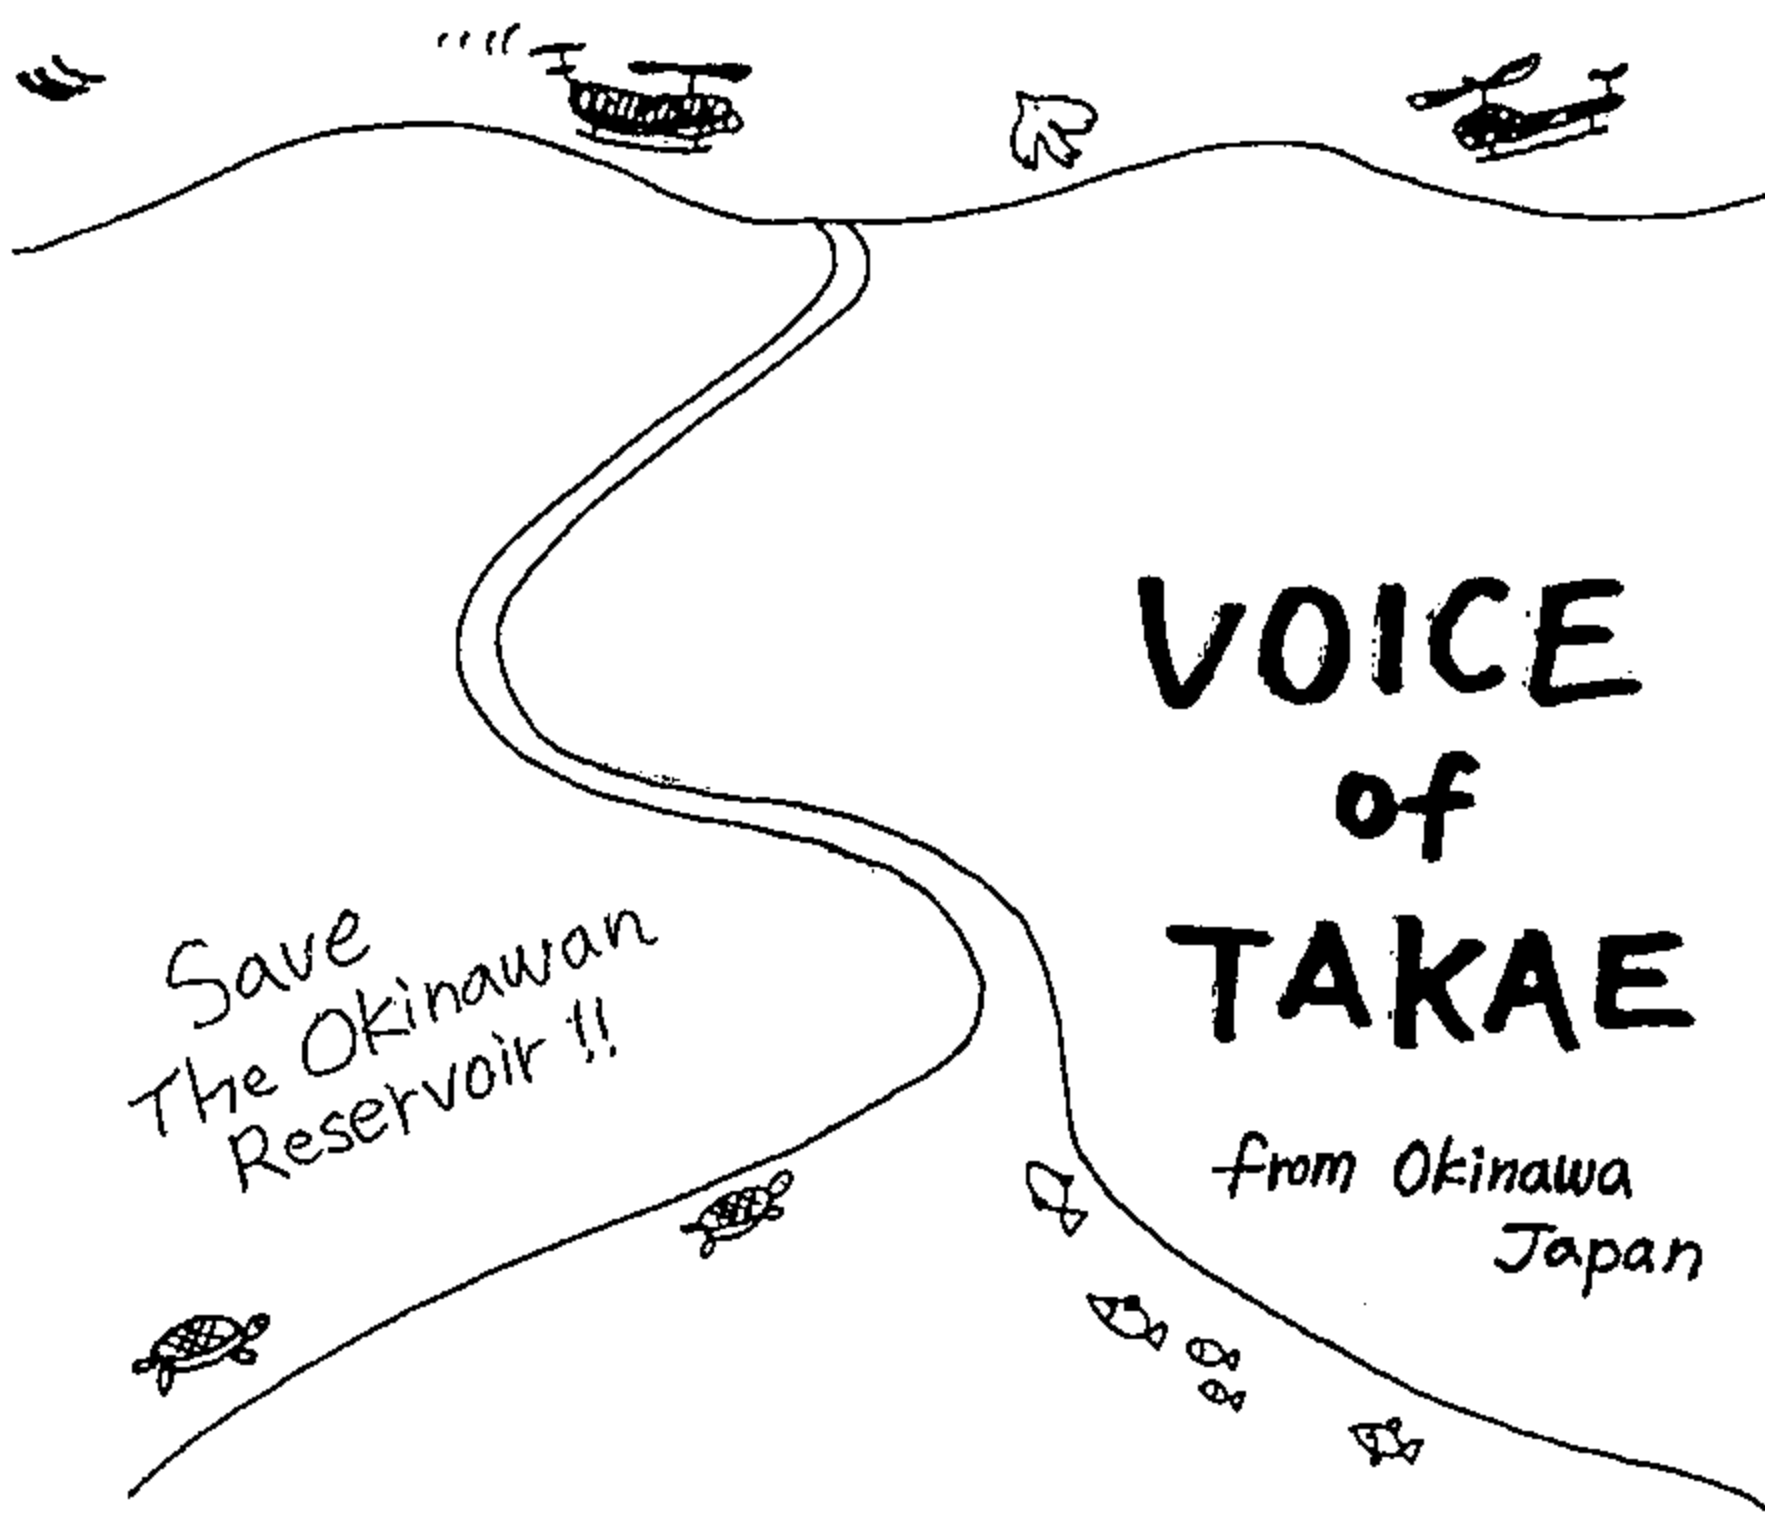 VOICE
of
TAKAE
from Okinawa
Japan
Save
The Okinawan
Reservoir !!